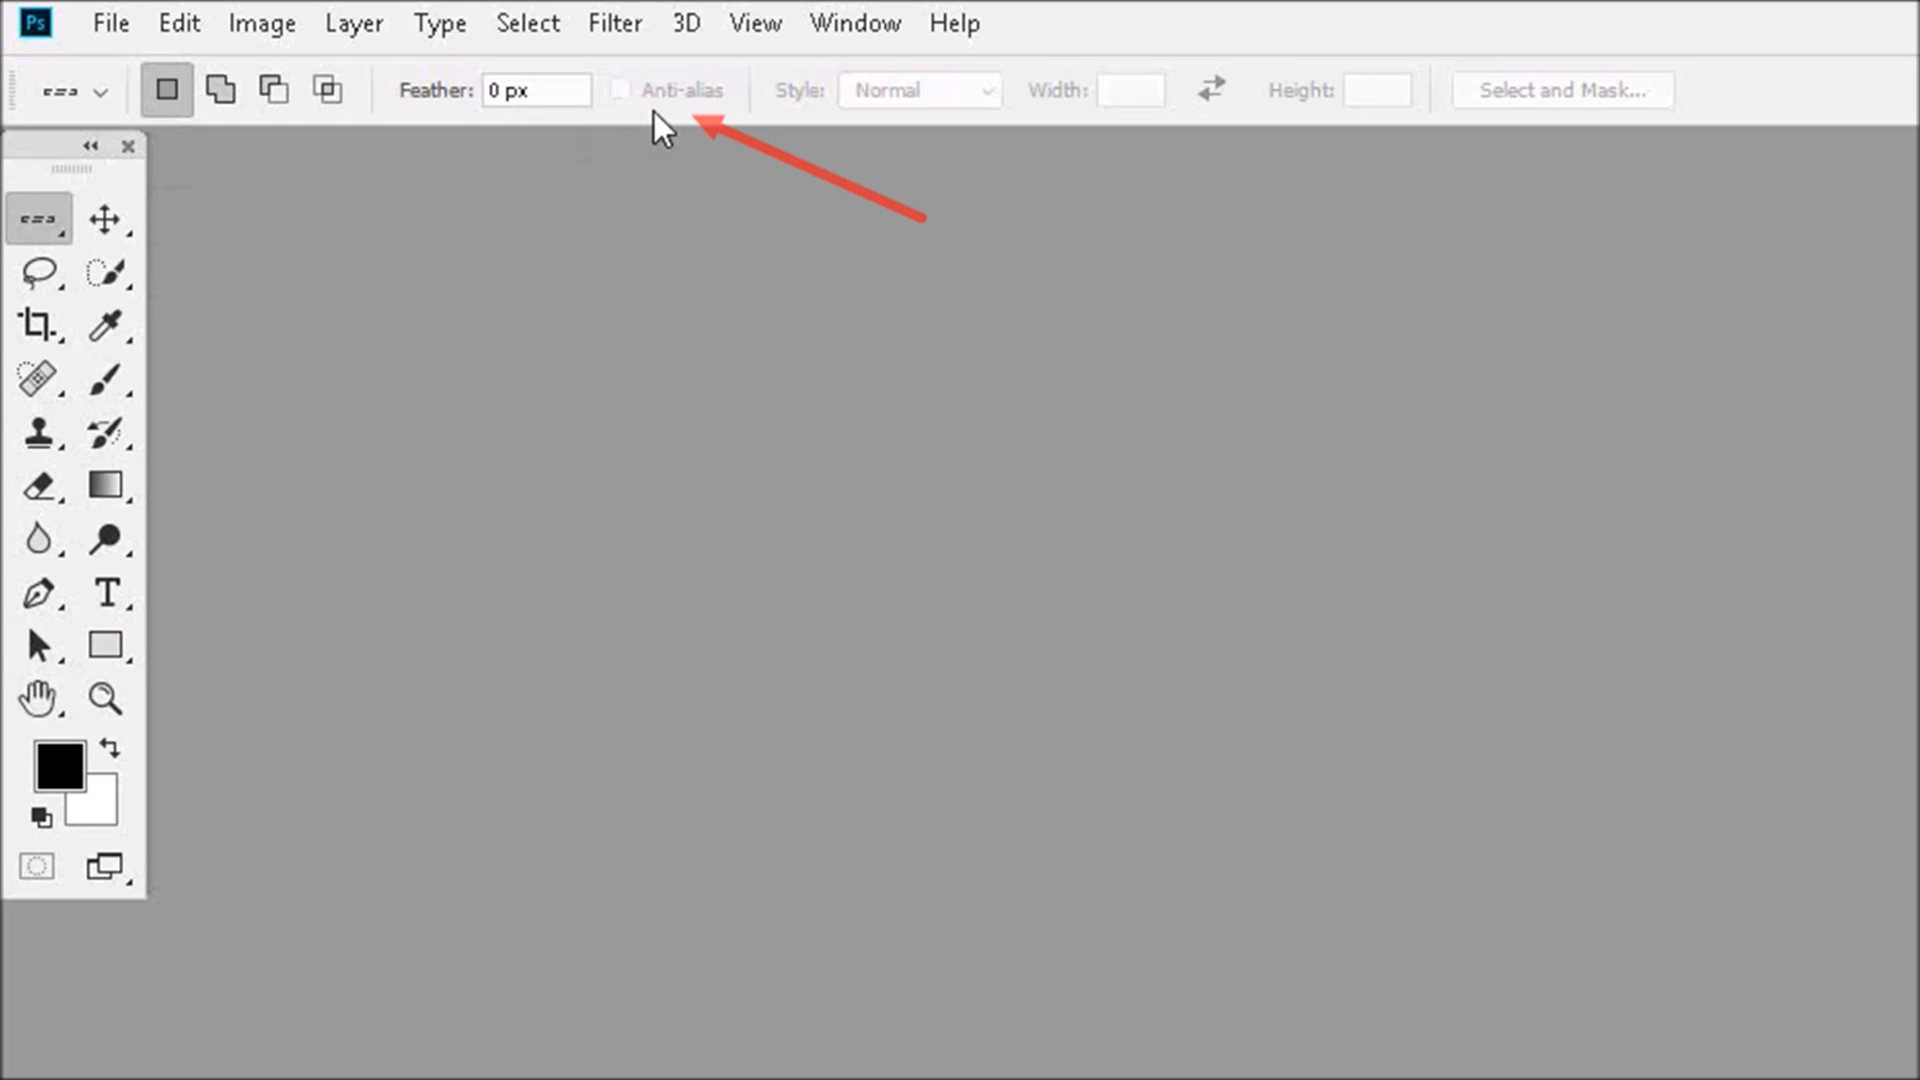 Ps File Edit Image Layer Type Select Filter 3D View Window Help
Feather: 0 px Anti-alias Style: Normal Width: Height: Select and Mask...
T